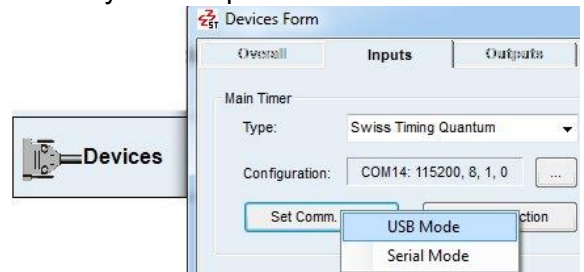 Devices Form
Overall Inputs Outputs
Main Timer
Type: Swiss Timing Quantum
Devices
Configuration: COM14: 115200, 8, 1, 0 ...
Set Comm.
USB Mode
Serial Mode